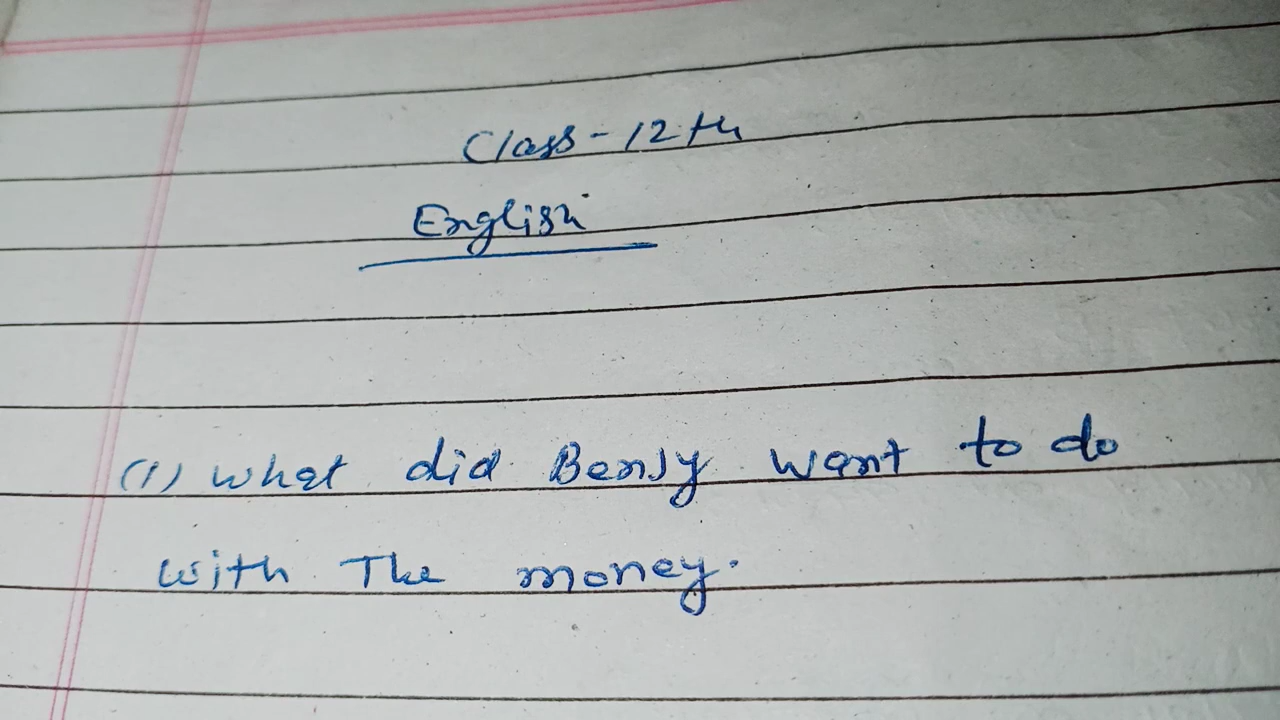 Class - 12th
English
(1) What did Benjy want to do
with The money.